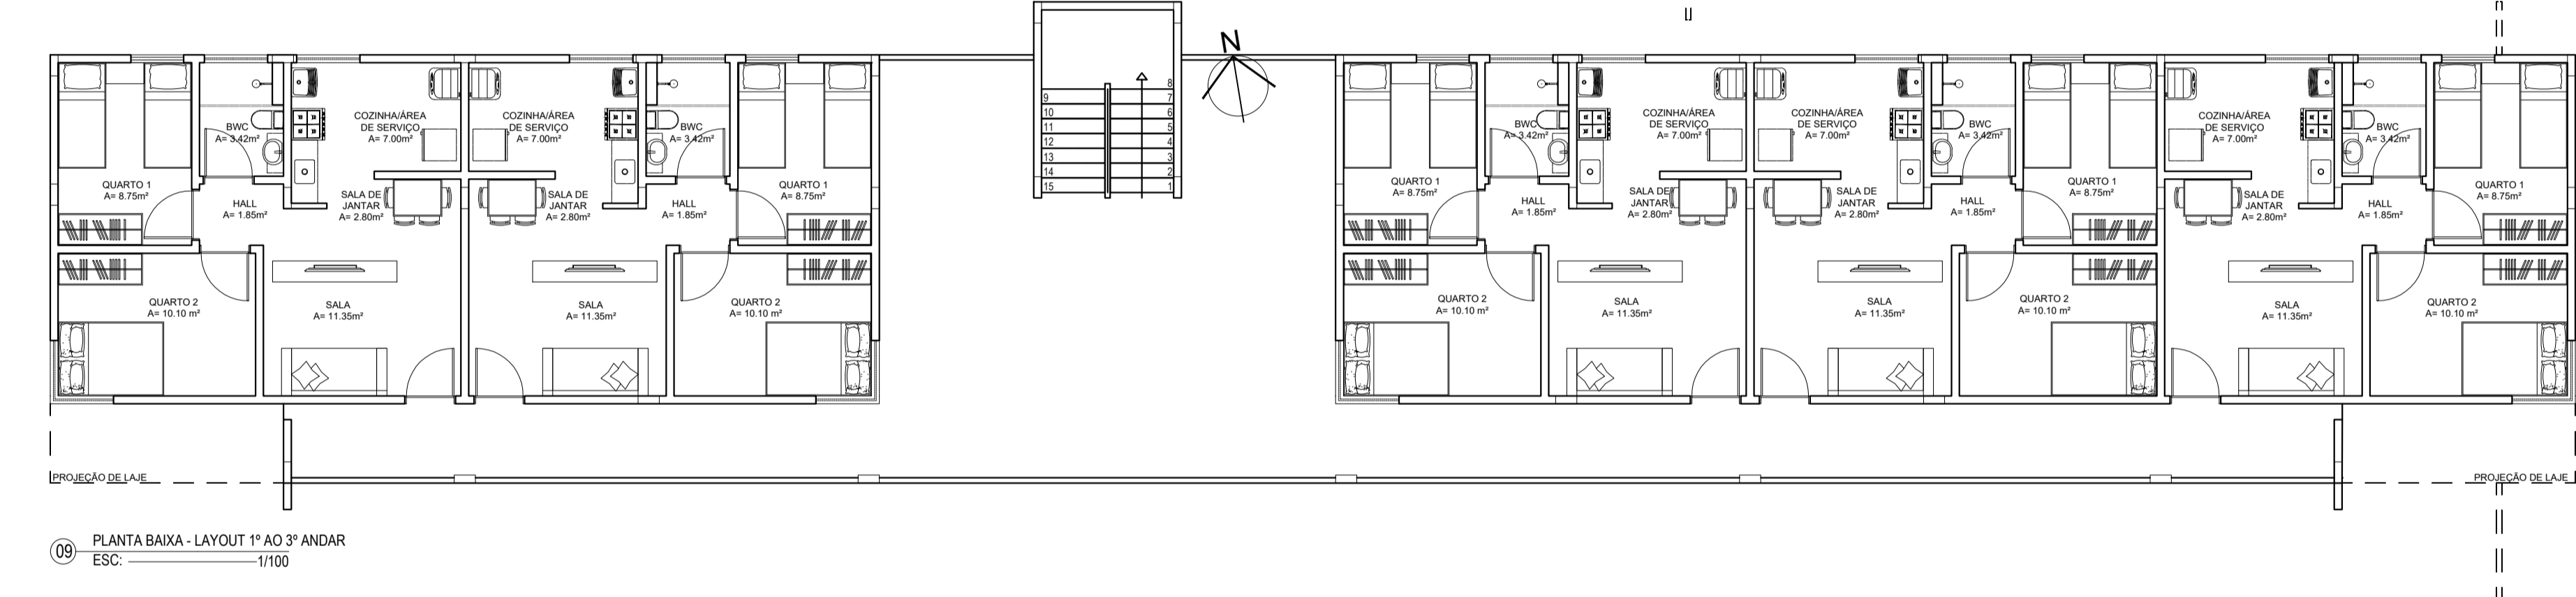 N
COZINHA/ÁREA
DE SERVIÇO
A= 7.00m²
COZINHA/ÁREA
DE SERVIÇO
A= 7.00m²
BWC
A= 3.42m²
BWC
A= 3.42m²
QUARTO 1
A= 8.75m²
HALL
A= 1.85m²
SALA DE
JANTAR
A= 2.80m²
SALA DE
JANTAR
A= 2.80m²
HALL
A= 1.85m²
QUARTO 1
A= 8.75m²
QUARTO 2
A= 10.10 m²
SALA
A= 11.35m²
SALA
A= 11.35m²
QUARTO 2
A= 10.10 m²
8
9 7
10 6
11 5
12 4
13 3
14 2
15 1
COZINHA/ÁREA
DE SERVIÇO
A= 7.00m²
COZINHA/ÁREA
DE SERVIÇO
A= 7.00m²
COZINHA/ÁREA
DE SERVIÇO
A= 7.00m²
BWC
A= 3.42m²
BWC
A= 3.42m²
BWC
A= 3.42m²
QUARTO 1
A= 8.75m²
HALL
A= 1.85m²
SALA DE
JANTAR
A= 2.80m²
SALA DE
JANTAR
A= 2.80m²
HALL
A= 1.85m²
QUARTO 1
A= 8.75m²
SALA DE
JANTAR
A= 2.80m²
HALL
A= 1.85m²
QUARTO 1
A= 8.75m²
QUARTO 2
A= 10.10 m²
SALA
A= 11.35m²
SALA
A= 11.35m²
QUARTO 2
A= 10.10 m²
SALA
A= 11.35m²
QUARTO 2
A= 10.10 m²
PROJEÇÃO DE LAJE
PROJEÇÃO DE LAJE
09 PLANTA BAIXA - LAYOUT 1º AO 3º ANDAR
ESC: 1/100